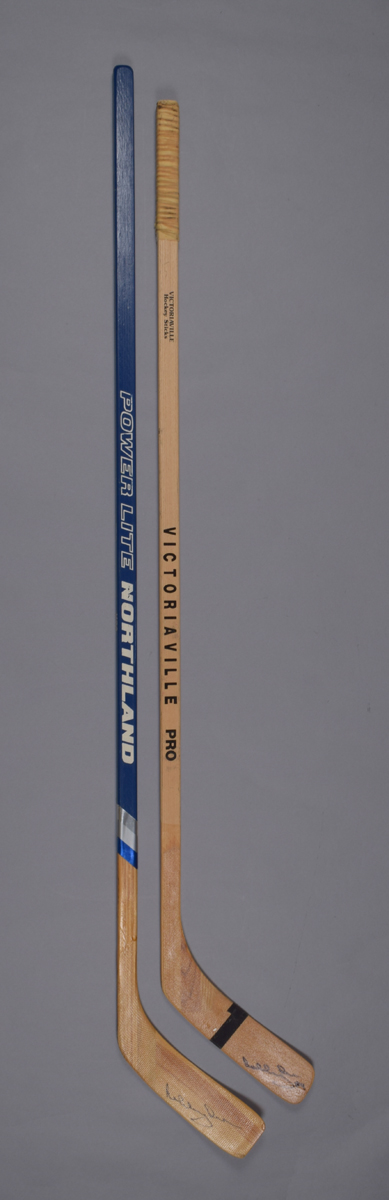 POWER LITE NORTHLAND
VICTORIAVILLE
Hockey Sticks
VICTORIAVILLE PRO